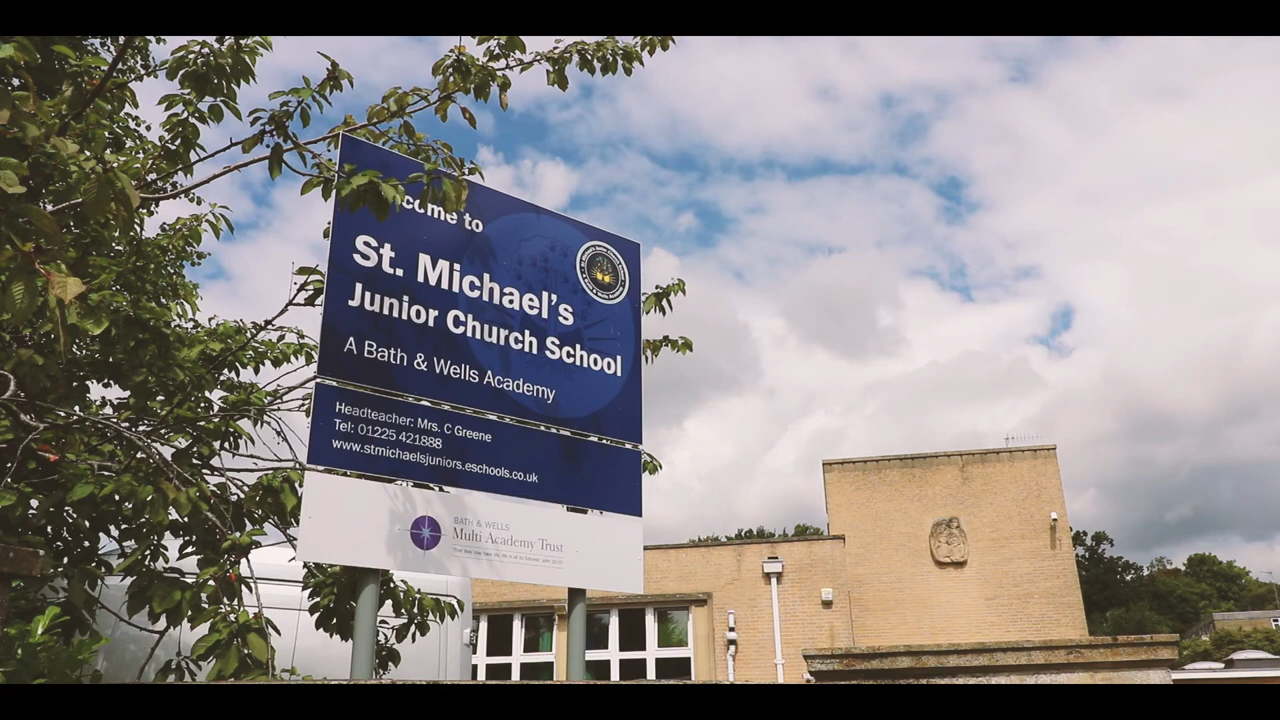 come to
St. Michael's
Junior Church School
A Bath & Wells Academy
Headteacher: Mrs. C Greene
Tel: 01225 421888
www.stmichaelsjuniors.eschools.co.uk
BATH & WELLS
Multi Academy Trust